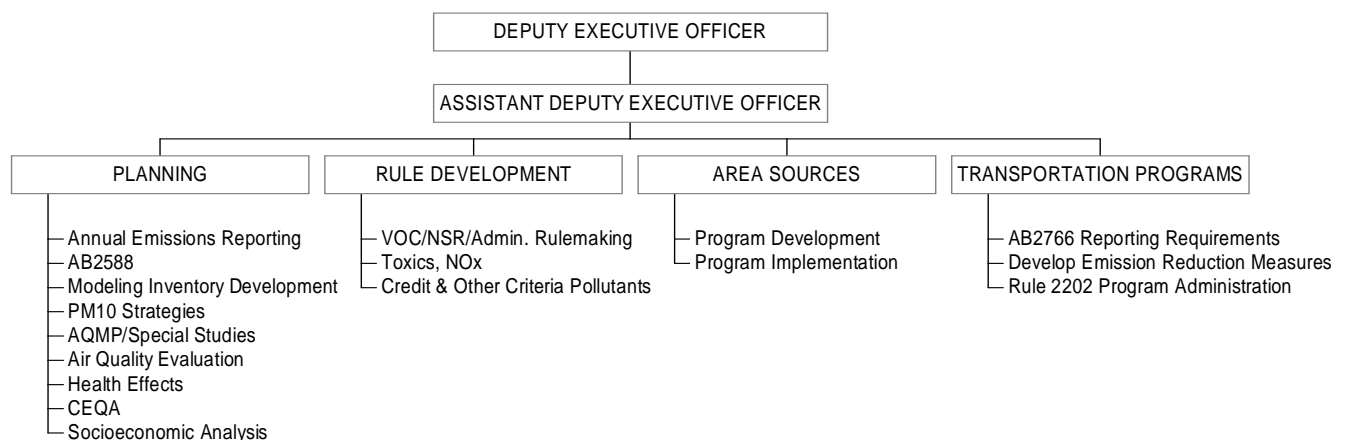 DEPUTY EXECUTIVE OFFICER
ASSISTANT DEPUTY EXECUTIVE OFFICER
PLANNING
Annual Emissions Reporting
AB2588
Modeling Inventory Development
PM10 Strategies
AQMP/Special Studies
Air Quality Evaluation
Health Effects
CEQA
Socioeconomic Analysis
RULE DEVELOPMENT
VOC/NSR/Admin. Rulemaking
Toxics, NOx
Credit & Other Criteria Pollutants
AREA SOURCES
Program Development
Program Implementation
TRANSPORTATION PROGRAMS
AB2766 Reporting Requirements
Develop Emission Reduction Measures
Rule 2202 Program Administration